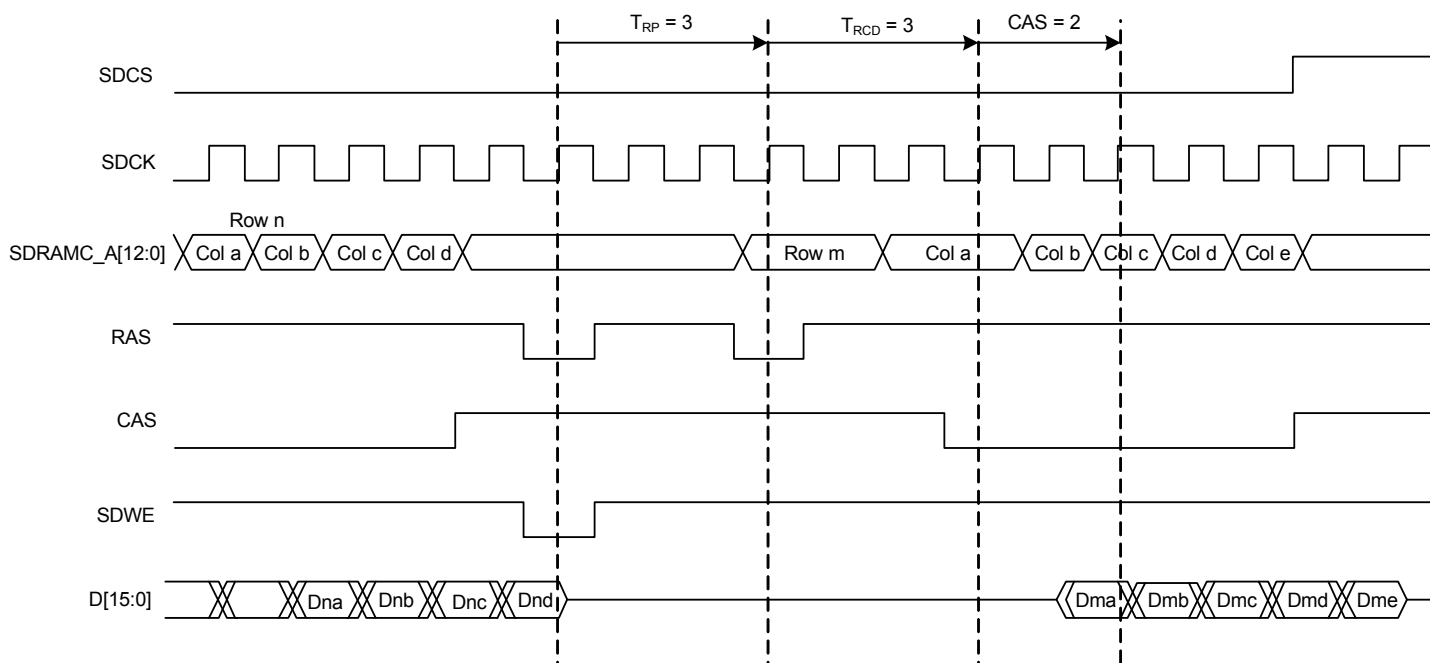 T_RP = 3 T_RCD = 3 CAS = 2
SDCS
SDCK
Row n
SDRAMC_A[12:0] Col a Col b Col c Col d Row m Col a Col b Col c Col d Col e
RAS
CAS
SDWE
D[15:0] Dna Dnb Dnc Dnd Dma Dmb Dmc Dmd Dme